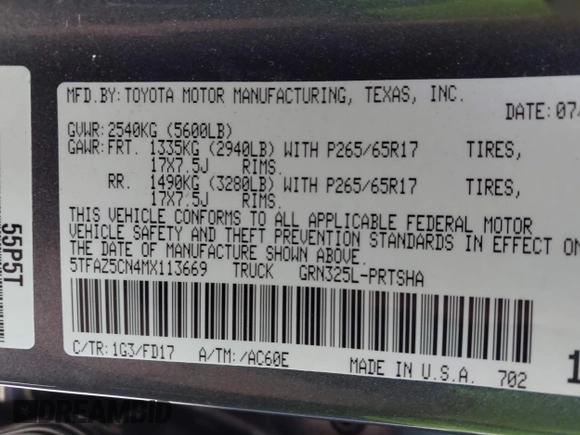 MFD.BY:TOYOTA MOTOR MANUFACTURING, TEXAS, INC.
DATE:07/
GVWR:2540KG (5600LB)
GAWR:FRT. 1335KG (2940LB) WITH P265/65R17 TIRES,
17X7.5J RIMS.
RR. 1490KG (3280LB) WITH P265/65R17 TIRES,
17X7.5J RIMS.
THIS VEHICLE CONFORMS TO ALL APPLICABLE FEDERAL MOTOR
VEHICLE SAFETY AND THEFT PREVENTION STANDARDS IN EFFECT ON
THE DATE OF MANUFACTURE SHOWN ABOVE.
5TFAZ5CN4MX113669 TRUCK GRN325L-PRTSHA
C/TR:1G3/FD17 A/TM:/AC60E MADE IN U.S.A. 702
1
55P5T
DREAMBID